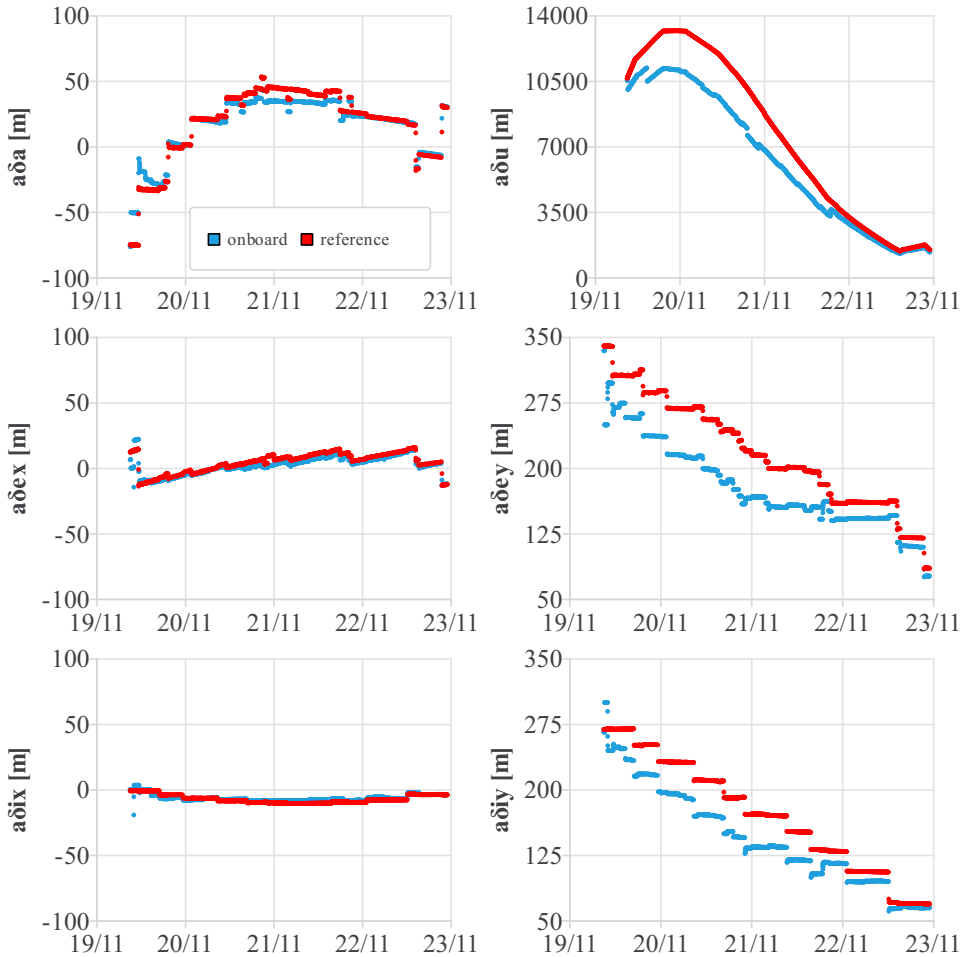 aδa [m]
100
50
0
-50
-100
onboard reference
19/11 20/11 21/11 22/11 23/11
aδu [m]
14000
10500
7000
3500
0
19/11 20/11 21/11 22/11 23/11
aδex [m]
100
50
0
-50
-100
19/11 20/11 21/11 22/11 23/11
aδey [m]
350
275
200
125
50
19/11 20/11 21/11 22/11 23/11
aδix [m]
100
50
0
-50
-100
19/11 20/11 21/11 22/11 23/11
aδiy [m]
350
275
200
125
50
19/11 20/11 21/11 22/11 23/11